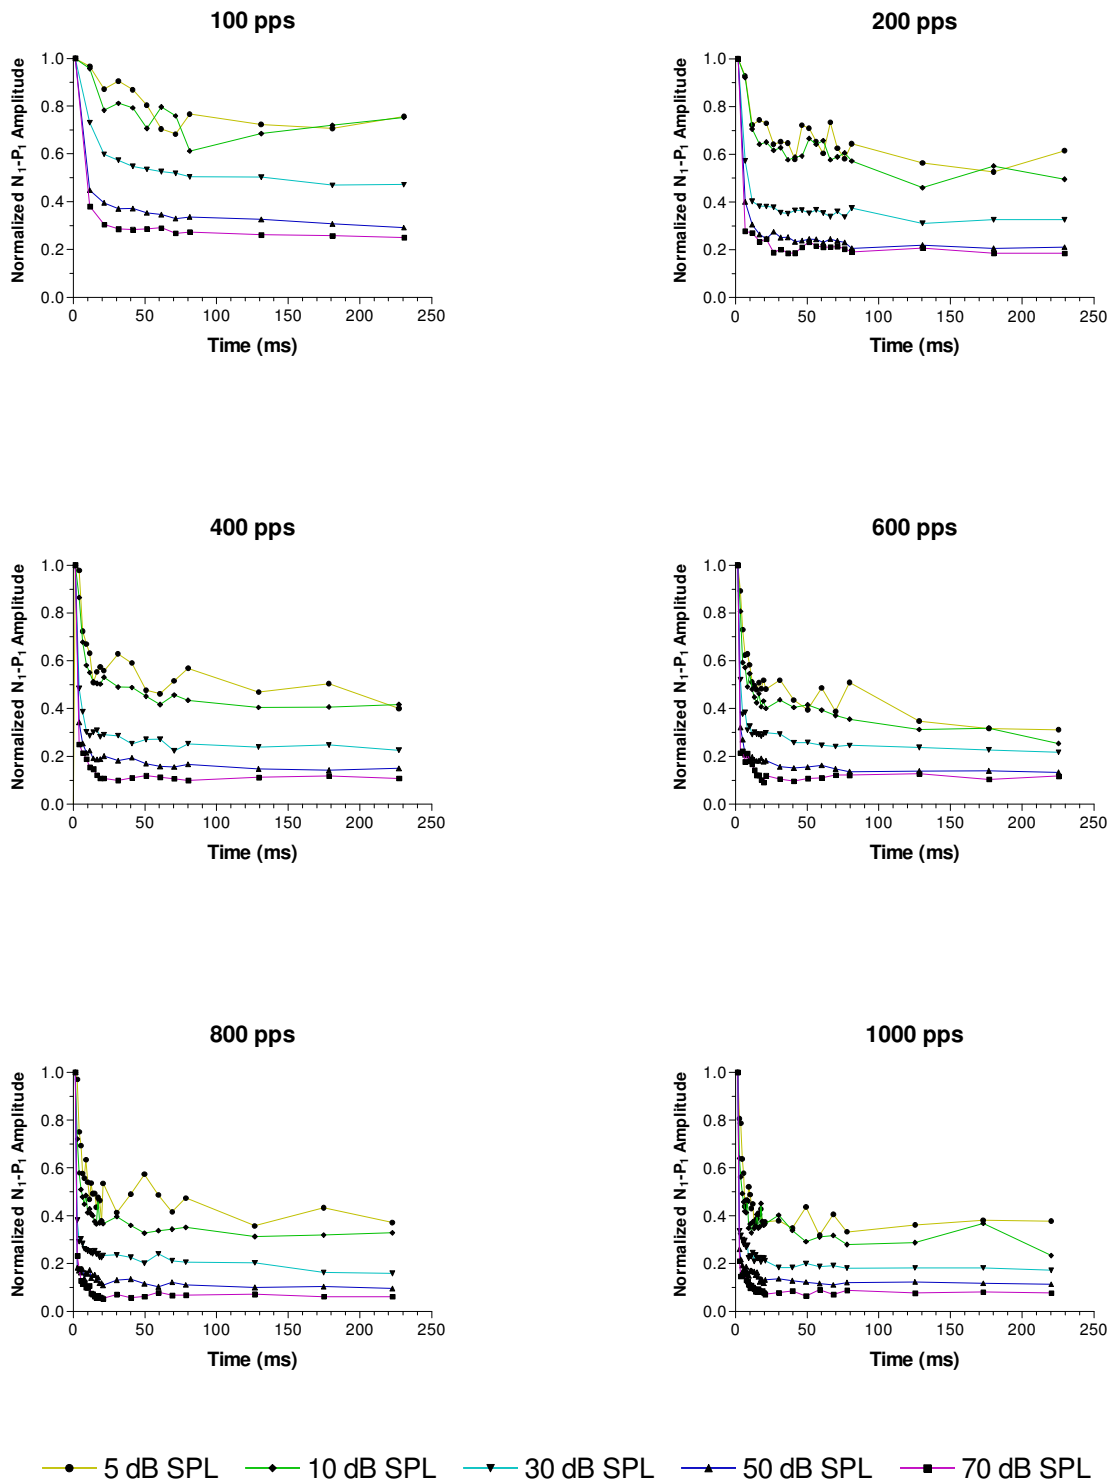 100 pps
200 pps
Normalized N1-P1 Amplitude
1.0
0.8
0.6
0.4
0.2
0.0
0 50 100 150 200 250
Time (ms)
Normalized N1-P1 Amplitude
1.0
0.8
0.6
0.4
0.2
0.0
0 50 100 150 200 250
Time (ms)
400 pps
600 pps
Normalized N1-P1 Amplitude
1.0
0.8
0.6
0.4
0.2
0.0
0 50 100 150 200 250
Time (ms)
Normalized N1-P1 Amplitude
1.0
0.8
0.6
0.4
0.2
0.0
0 50 100 150 200 250
Time (ms)
800 pps
1000 pps
Normalized N1-P1 Amplitude
1.0
0.8
0.6
0.4
0.2
0.0
0 50 100 150 200 250
Time (ms)
Normalized N1-P1 Amplitude
1.0
0.8
0.6
0.4
0.2
0.0
0 50 100 150 200 250
Time (ms)
5 dB SPL 10 dB SPL 30 dB SPL 50 dB SPL 70 dB SPL